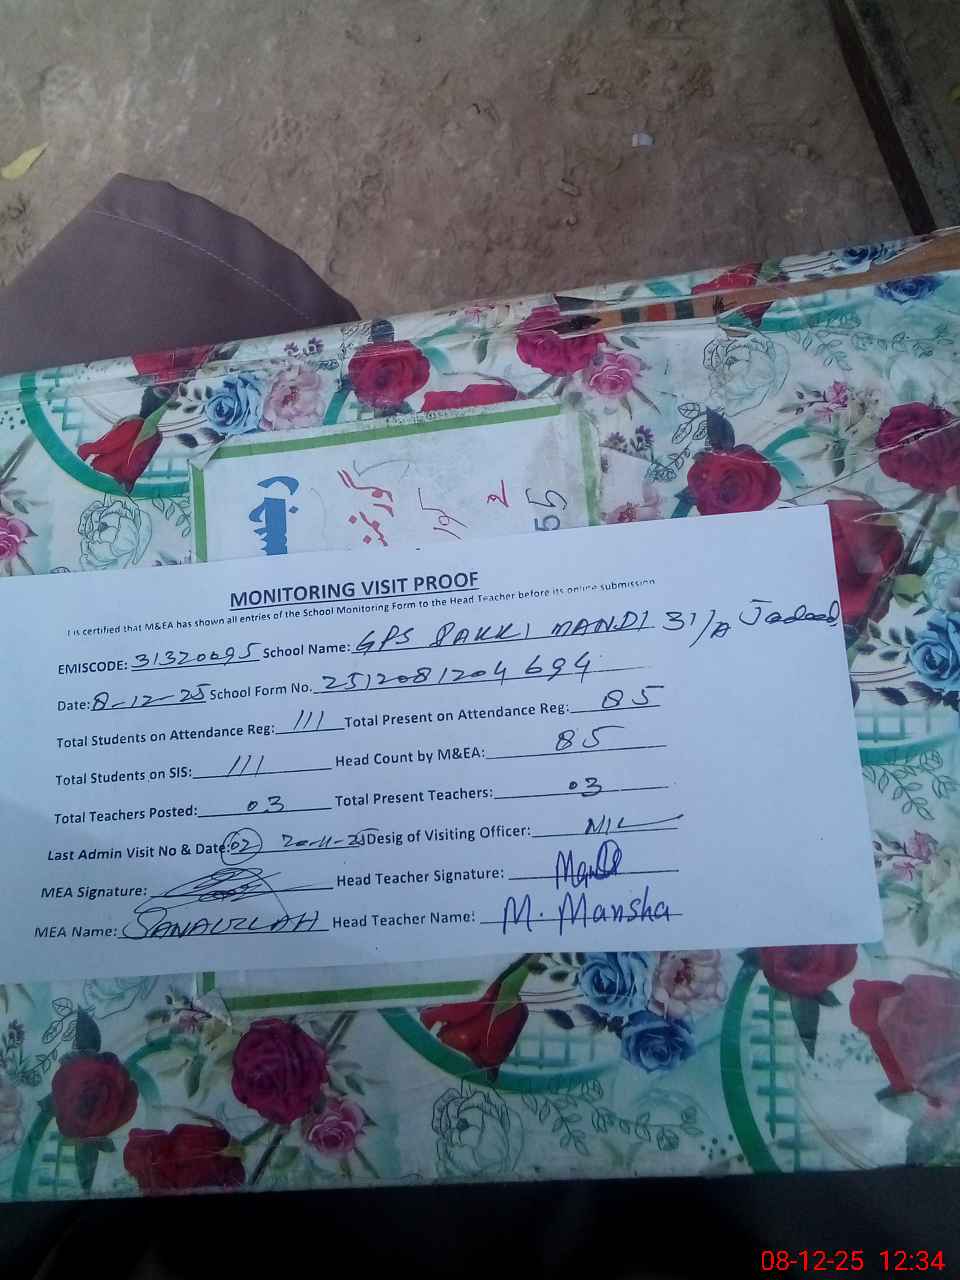 55
MONITORING VISIT PROOF
I is certified that M&EA has shown all entries of the School Monitoring Form to the Head Teacher before its online submission
EMISCODE: 31320095 School Name: GPS PAKKI MANDI 31/A Jadeed
Date: 8-12-25 School Form No. 2512081204694
Total Students on Attendance Reg: 111 Total Present on Attendance Reg: 85
Total Students on SIS: 111 Head Count by M&EA: 85
Total Teachers Posted: 03 Total Present Teachers: 03
Last Admin Visit No & Date: 02 20-11-25 Desig of Visiting Officer: NIL
MEA Signature: Head Teacher Signature:
MEA Name: SANAULLAH Head Teacher Name: M. Mansha
08-12-25 12:34